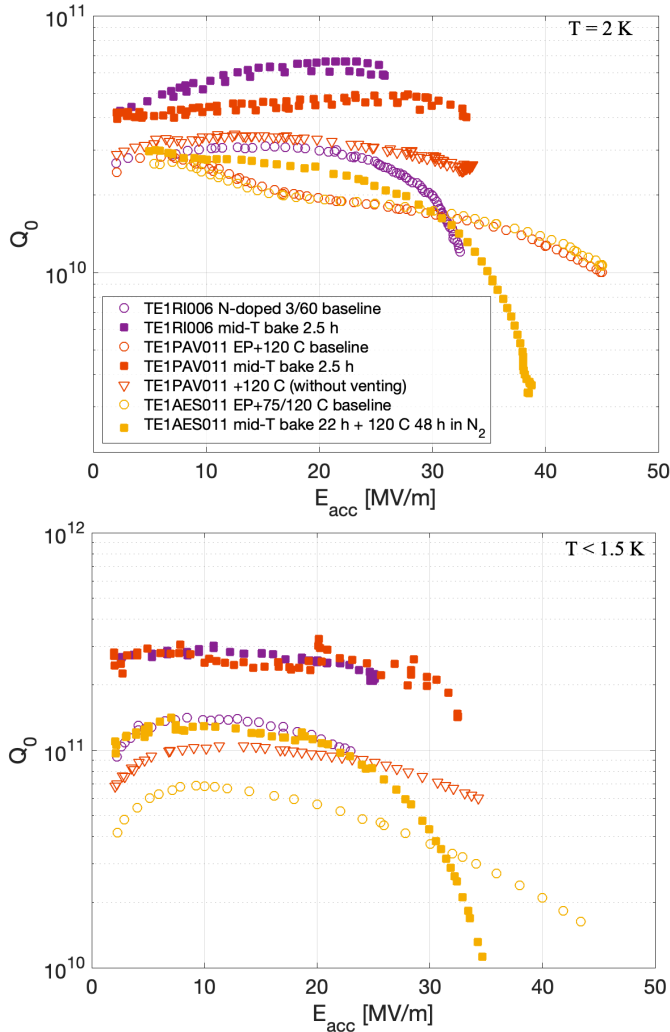 10^11
T = 2 K
Q_0
10^10
TE1RI006 N-doped 3/60 baseline
TE1RI006 mid-T bake 2.5 h
TE1PAV011 EP+120 C baseline
TE1PAV011 mid-T bake 2.5 h
TE1PAV011 +120 C (without venting)
TE1AES011 EP+75/120 C baseline
TE1AES011 mid-T bake 22 h + 120 C 48 h in N_2
0 10 20 30 40 50
E_acc [MV/m]
10^12
T < 1.5 K
Q_0
10^11
10^10
0 10 20 30 40 50
E_acc [MV/m]